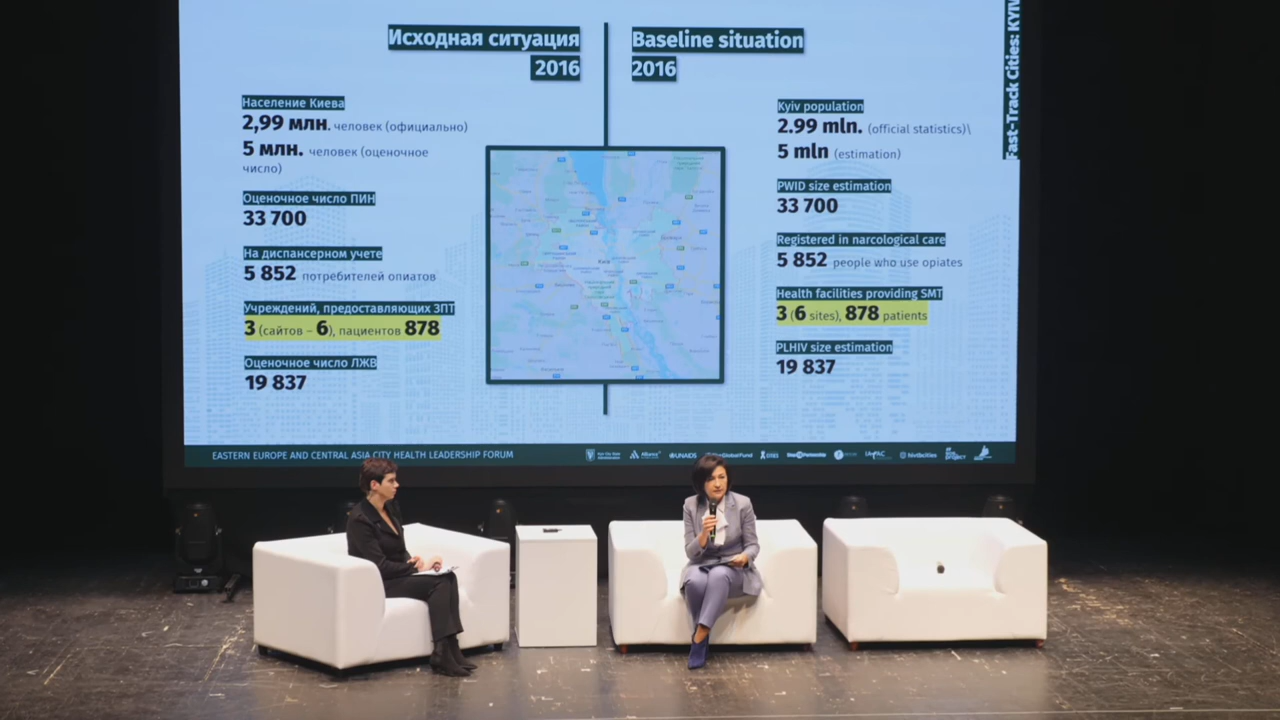 Исходная ситуация
2016
Население Киева
2,99 млн. человек (официально)
5 млн. человек (оценочное
число)
Оценочное число ПИН
33 700
На диспансерном учете
5 852 потребителей опиатов
Учреждений, предоставляющих ЗПТ
3 (сайтов – 6), пациентов 878
Оценочное число ЛЖВ
19 837
Baseline situation
2016
Kyiv population
2.99 mln. (official statistics)\
5 mln (estimation)
PWID size estimation
33 700
Registered in narcological care
5 852 people who use opiates
Health facilities providing SMT
3 (6 sites), 878 patients
PLHIV size estimation
19 837
Fast-Track Cities: KYIV
EASTERN EUROPE AND CENTRAL ASIA CITY HEALTH LEADERSHIP FORUM
Alliance
UNAIDS